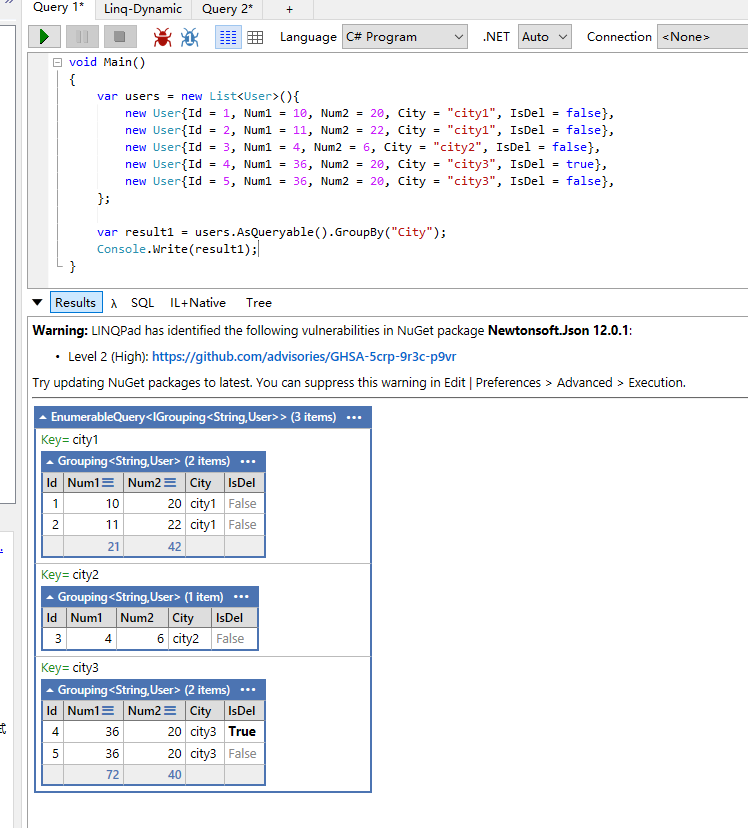 Query 1* Linq-Dynamic Query 2* +
Language C# Program .NET Auto Connection <None>
void Main()
{
var users = new List<User>(){
new User{Id = 1, Num1 = 10, Num2 = 20, City = "city1", IsDel = false},
new User{Id = 2, Num1 = 11, Num2 = 22, City = "city1", IsDel = false},
new User{Id = 3, Num1 = 4, Num2 = 6, City = "city2", IsDel = false},
new User{Id = 4, Num1 = 36, Num2 = 20, City = "city3", IsDel = true},
new User{Id = 5, Num1 = 36, Num2 = 20, City = "city3", IsDel = false},
};
var result1 = users.AsQueryable().GroupBy("City");
Console.Write(result1);
}
Results λ SQL IL+Native Tree
Warning: LINQPad has identified the following vulnerabilities in NuGet package Newtonsoft.Json 12.0.1:
• Level 2 (High): https://github.com/advisories/GHSA-5crp-9r3c-p9vr
Try updating NuGet packages to latest. You can suppress this warning in Edit | Preferences > Advanced > Execution.
EnumerableQuery<IGrouping<String,User>> (3 items) •••
Key= city1
Grouping<String,User> (2 items) •••
Id Num1 Num2 City IsDel
1 10 20 city1 False
2 11 22 city1 False
21 42
Key= city2
Grouping<String,User> (1 item) •••
Id Num1 Num2 City IsDel
3 4 6 city2 False
Key= city3
Grouping<String,User> (2 items) •••
Id Num1 Num2 City IsDel
4 36 20 city3 True
5 36 20 city3 False
72 40